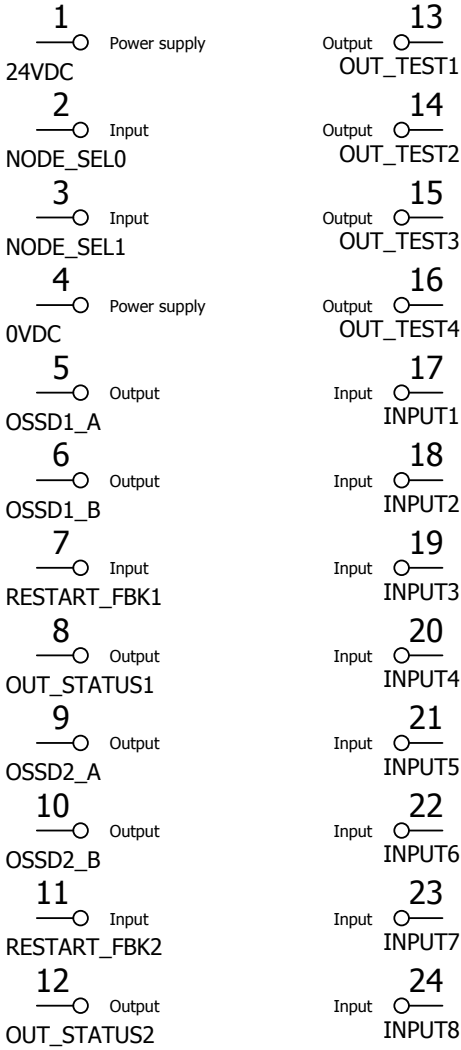 1
Power supply
24VDC
2
Input
NODE_SEL0
3
Input
NODE_SEL1
4
Power supply
0VDC
5
Output
OSSD1_A
6
Output
OSSD1_B
7
Input
RESTART_FBK1
8
Output
OUT_STATUS1
9
Output
OSSD2_A
10
Output
OSSD2_B
11
Input
RESTART_FBK2
12
Output
OUT_STATUS2
13
Output
OUT_TEST1
14
Output
OUT_TEST2
15
Output
OUT_TEST3
16
Output
OUT_TEST4
17
Input
INPUT1
18
Input
INPUT2
19
Input
INPUT3
20
Input
INPUT4
21
Input
INPUT5
22
Input
INPUT6
23
Input
INPUT7
24
Input
INPUT8